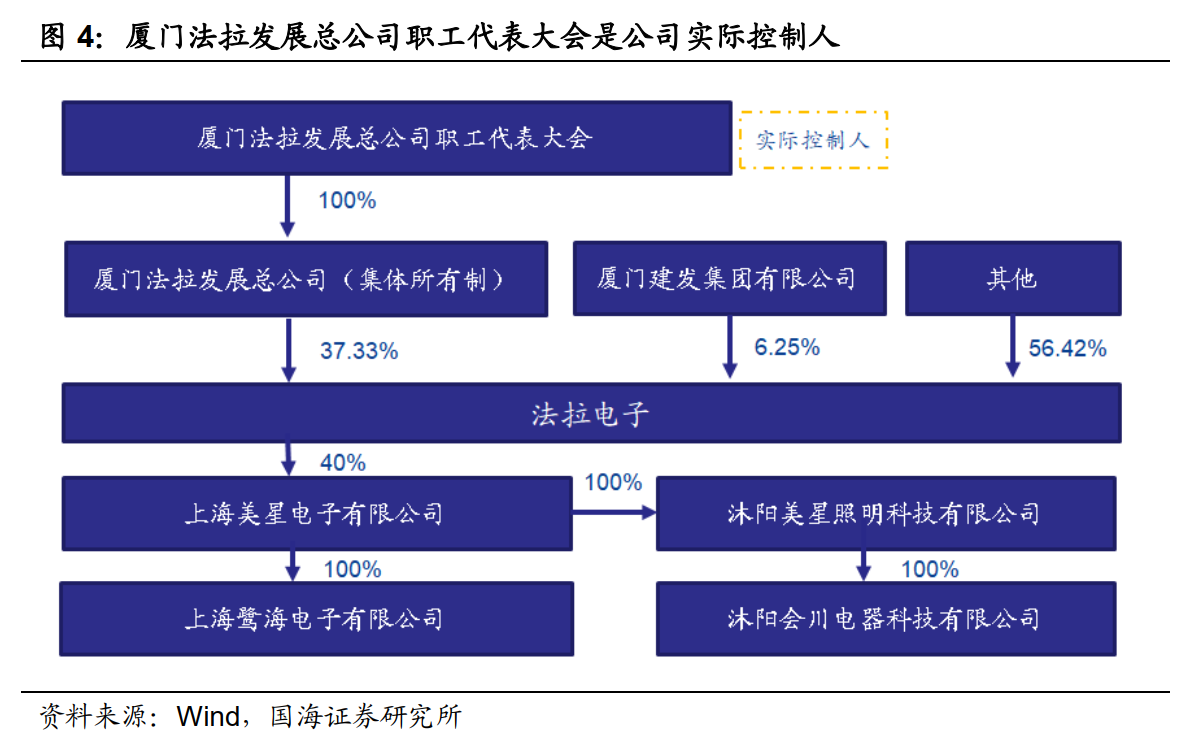 图 4：厦门法拉发展总公司职工代表大会是公司实际控制人
厦门法拉发展总公司职工代表大会
实际控制人
100%
厦门法拉发展总公司（集体所有制）
厦门建发集团有限公司
其他
37.33%
6.25%
56.42%
法拉电子
40%
上海美星电子有限公司
100%
沐阳美星照明科技有限公司
100%
100%
上海鹭海电子有限公司
沐阳会川电器科技有限公司
资料来源：Wind，国海证券研究所